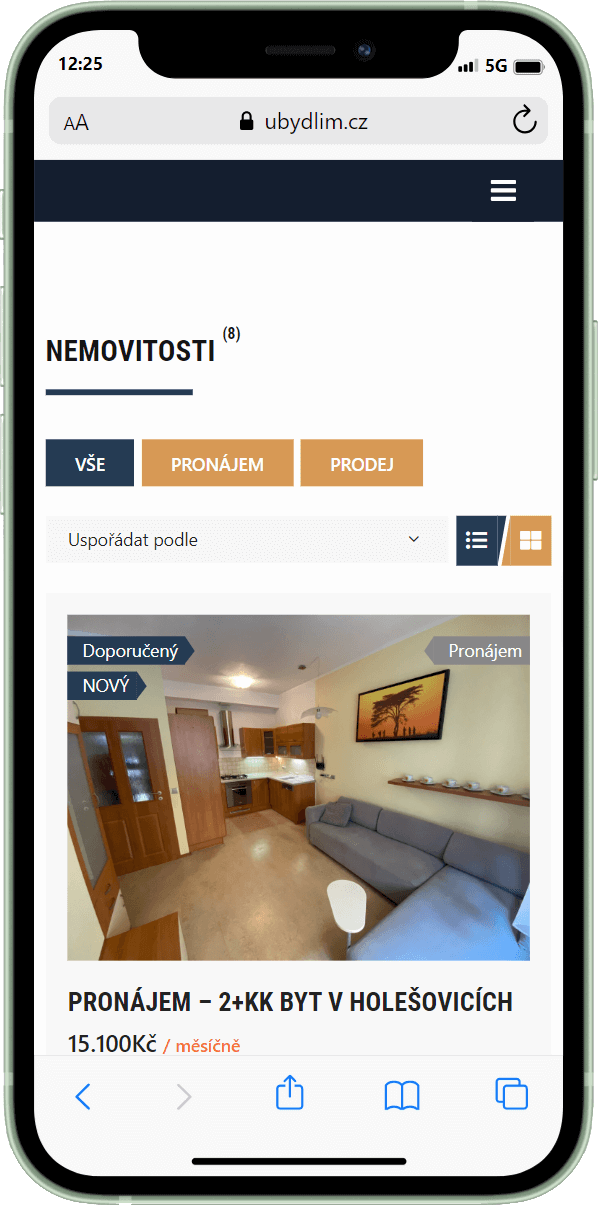 12:25
5G
AA
ubydlim.cz
NEMOVITOSTI (8)
VŠE
PRONÁJEM
PRODEJ
Uspořádat podle
Doporučený
Pronájem
NOVÝ
PRONÁJEM – 2+KK BYT V HOLEŠOVICÍCH
15.100Kč / měsíčně